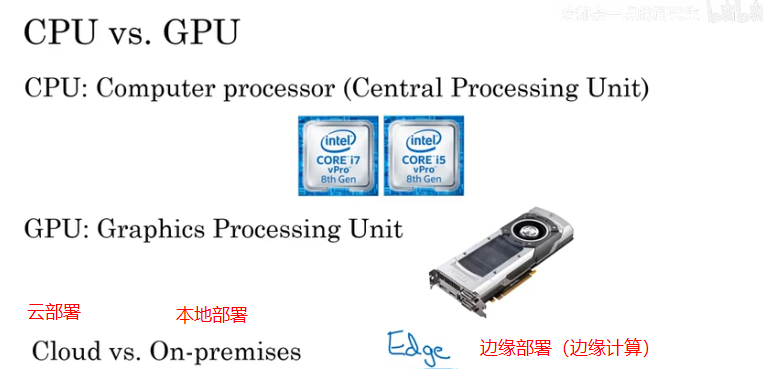 CPU vs. GPU
CPU: Computer processor (Central Processing Unit)
intel
CORE i7
vPro
8th Gen
intel
CORE i5
vPro
8th Gen
GPU: Graphics Processing Unit
云部署
本地部署
Cloud vs. On-premises
Edge
边缘部署（边缘计算）